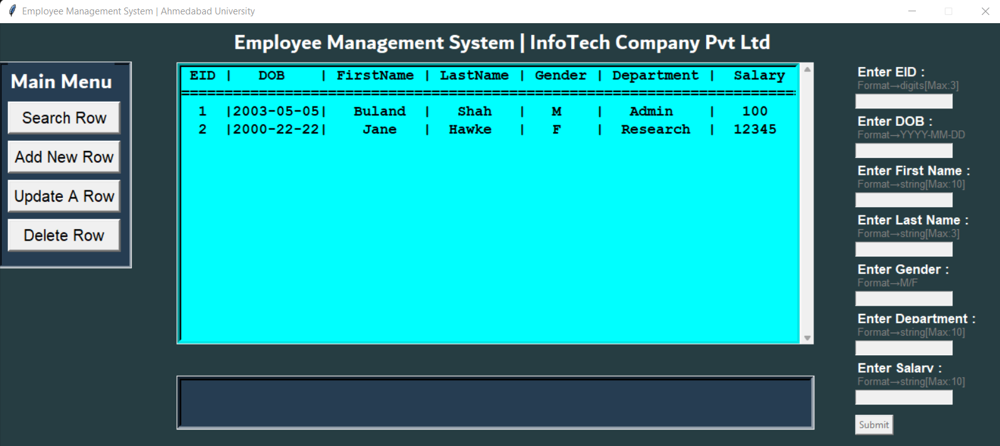 Employee Management System | Ahmedabad University
Employee Management System | InfoTech Company Pvt Ltd
Main Menu
Search Row
Add New Row
Update A Row
Delete Row
EID | DOB | FirstName | LastName | Gender | Department | Salary
=======================================================================
1 |2003-05-05| Buland | Shah | M | Admin | 100
2 |2000-22-22| Jane | Hawke | F | Research | 12345
Enter EID :
Format→digits[Max:3]
Enter DOB :
Format→YYYY-MM-DD
Enter First Name :
Format→string[Max:10]
Enter Last Name :
Format→string[Max:3]
Enter Gender :
Format→M/F
Enter Department :
Format→string[Max:10]
Enter Salary :
Format→string[Max:10]
Submit